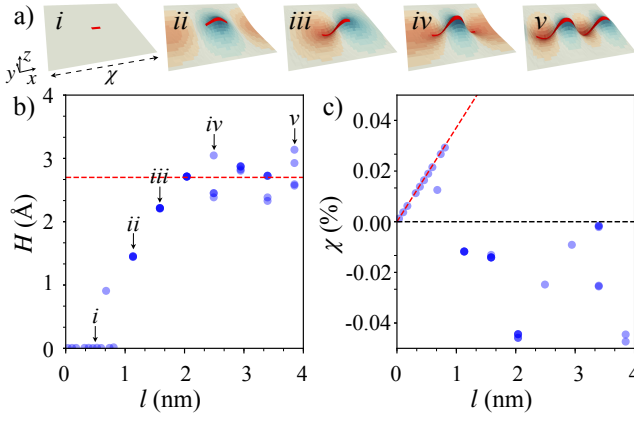 a) i ii iii iv v
y z x χ
b) c)
H (Å)
4
3
2
1
0
i ii iii iv v
0 1 2 3 4
l (nm)
χ (%)
0.04
0.02
0.00
-0.02
-0.04
0 1 2 3 4
l (nm)